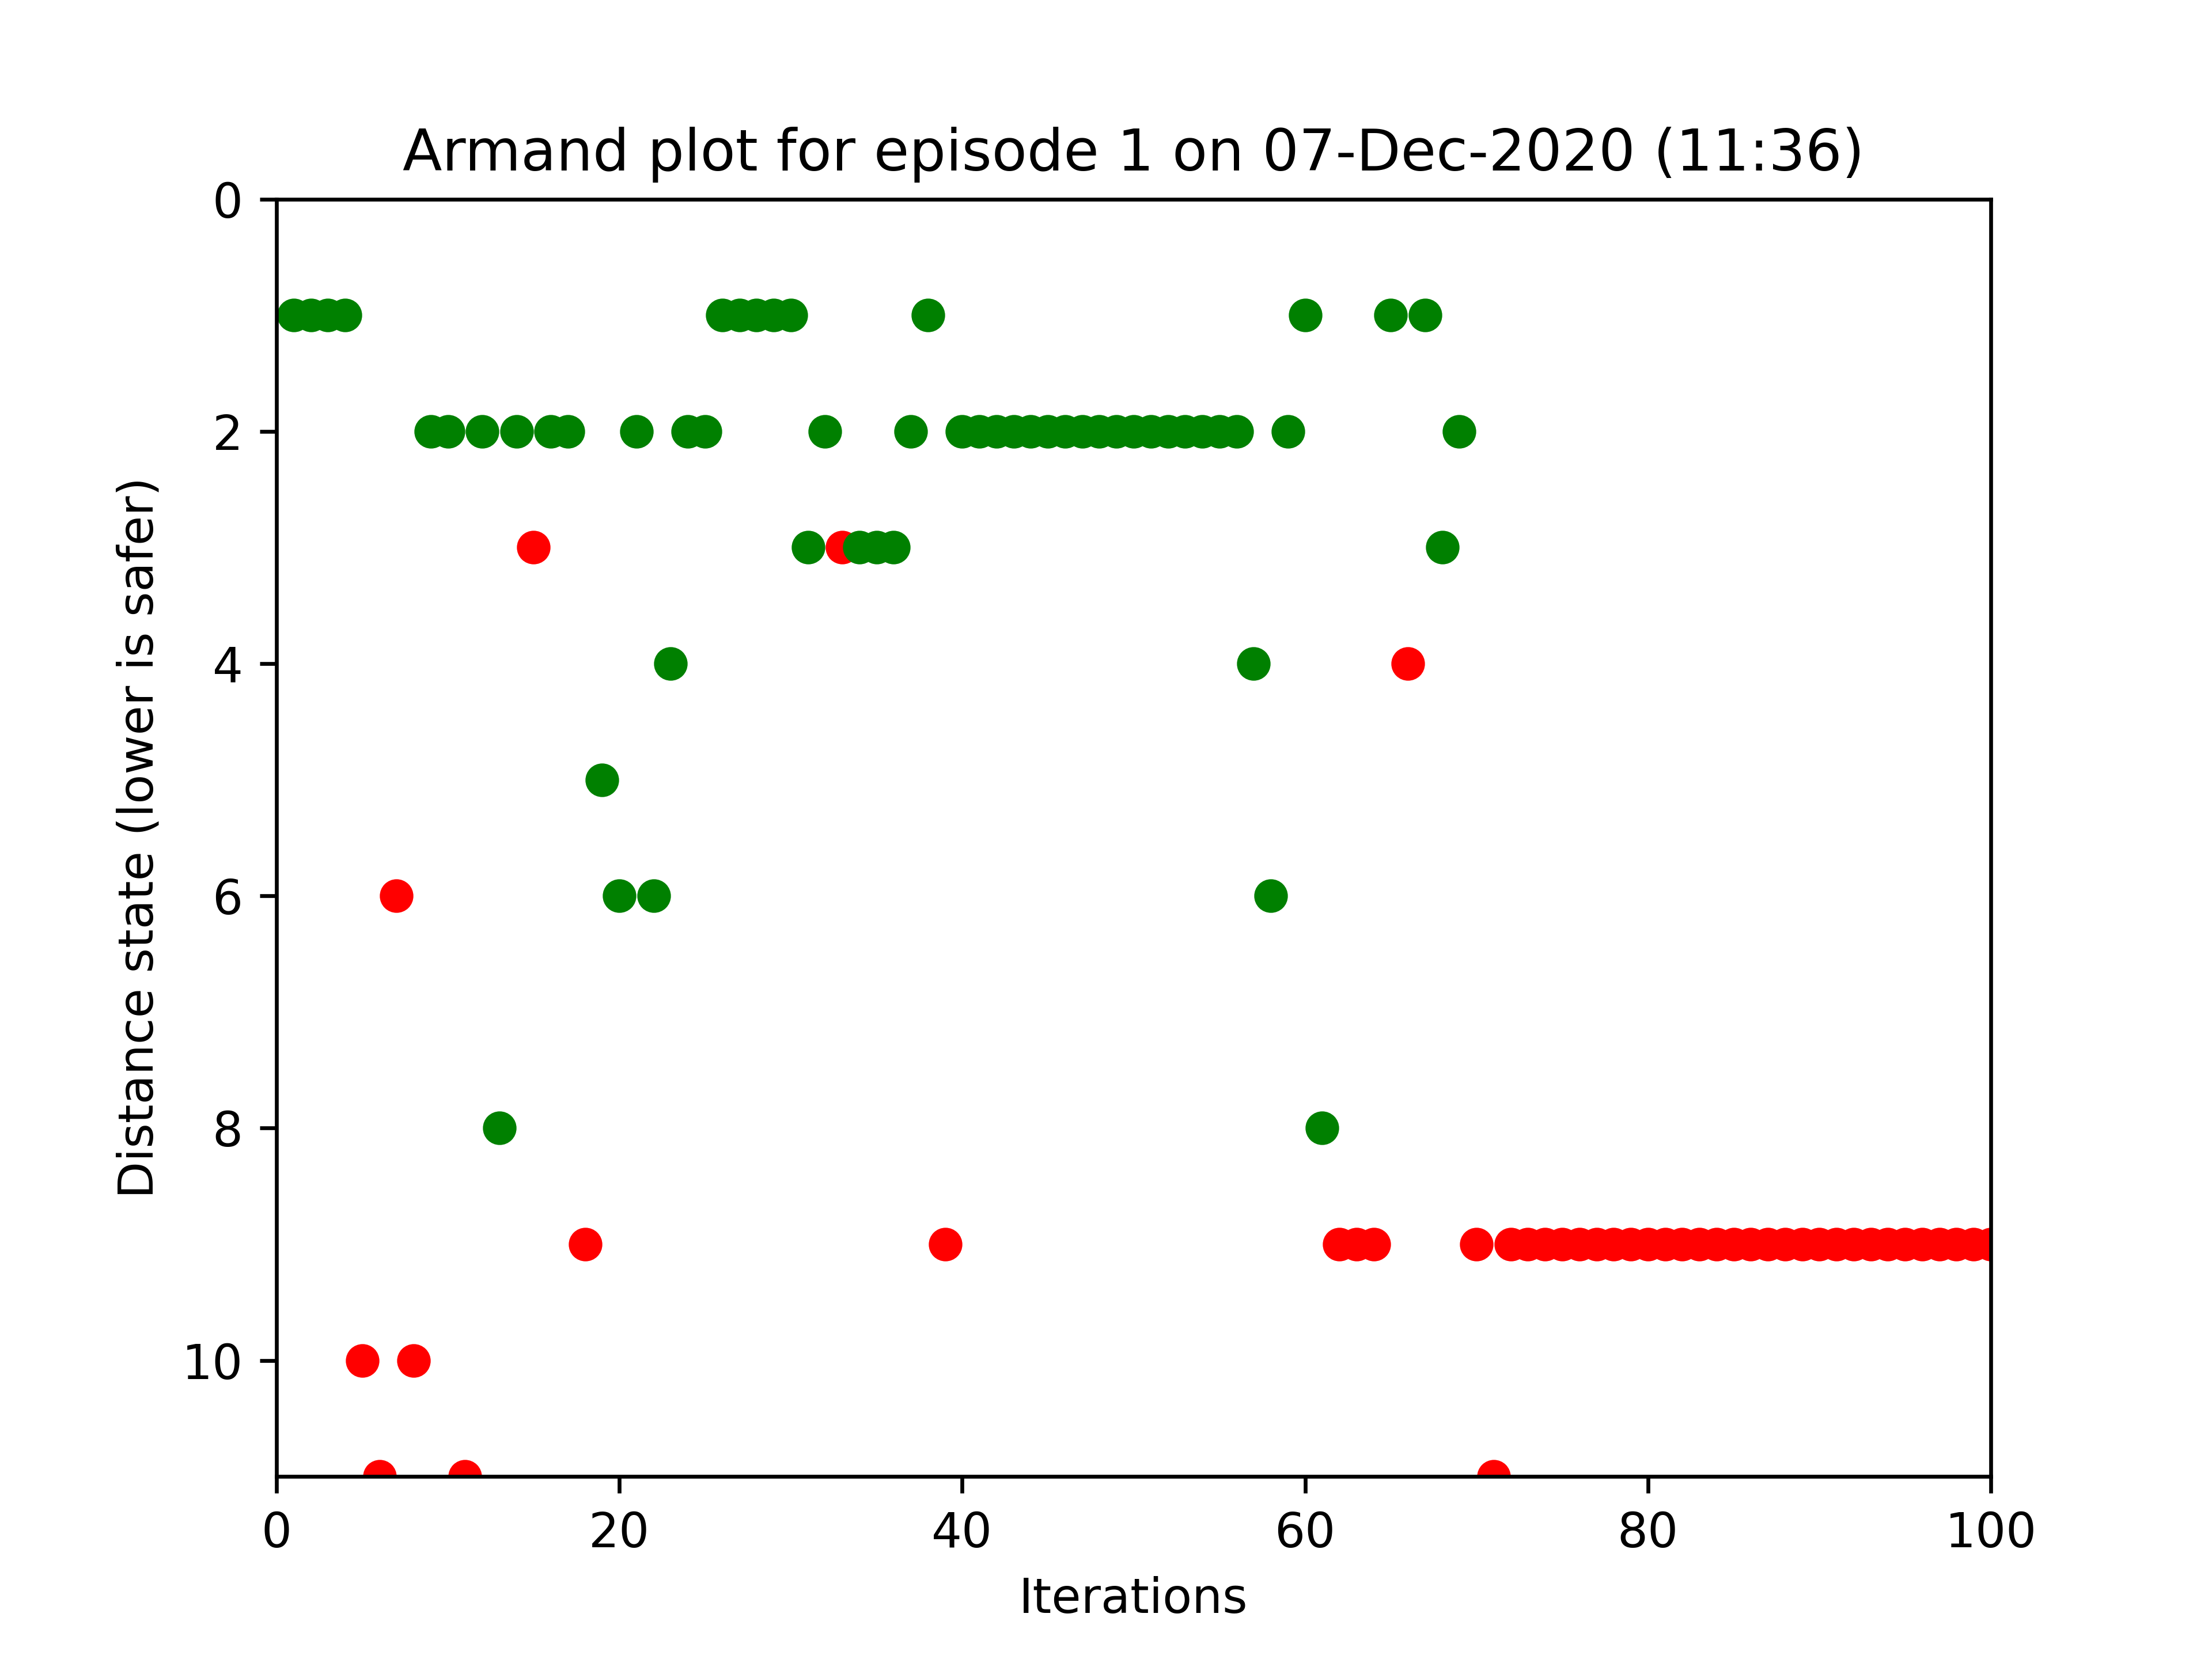 Armand plot for episode 1 on 07-Dec-2020 (11:36)
0
2
4
6
8
10
Distance state (lower is safer)
0 20 40 60 80 100
Iterations